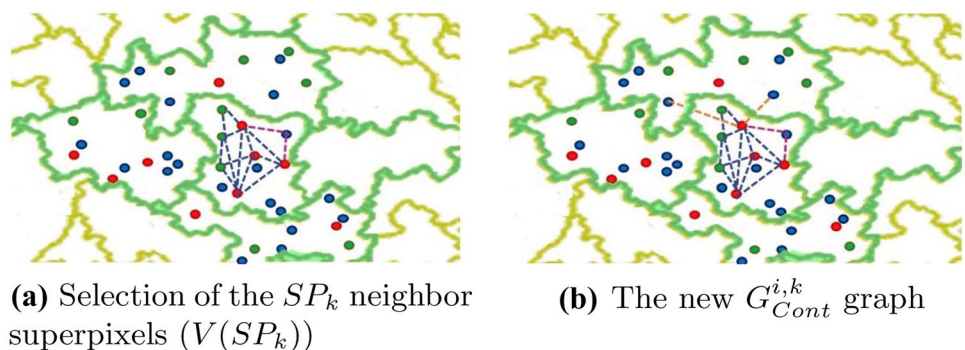 (a) Selection of the $SP_k$ neighbor
superpixels ($V(SP_k)$)
(b) The new $G_{Cont}^{i,k}$ graph